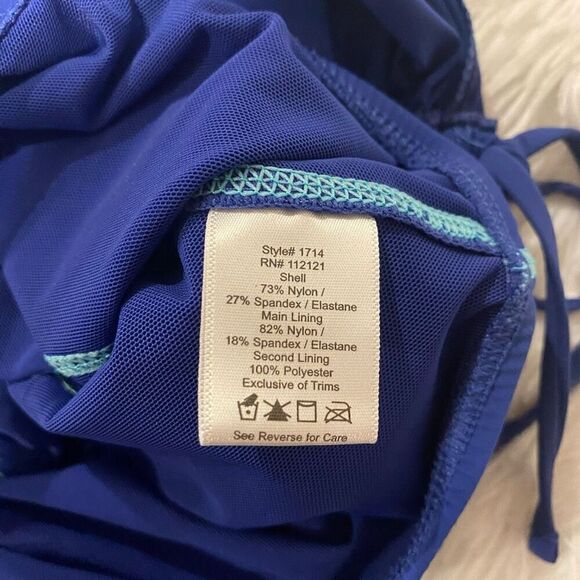 Style# 1714
RN# 112121
Shell
73% Nylon /
27% Spandex / Elastane
Main Lining
82% Nylon /
18% Spandex / Elastane
Second Lining
100% Polyester
Exclusive of Trims
See Reverse for Care